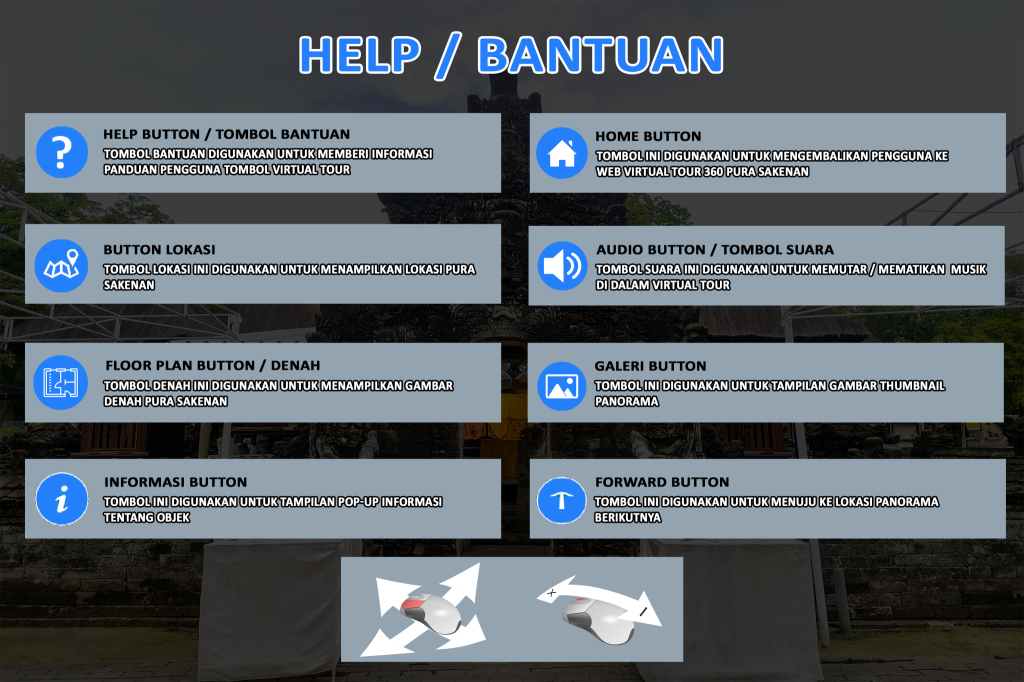 HELP / BANTUAN
HELP BUTTON / TOMBOL BANTUAN
TOMBOL BANTUAN DIGUNAKAN UNTUK MEMBERI INFORMASI
PANDUAN PENGGUNA TOMBOL VIRTUAL TOUR
HOME BUTTON
TOMBOL INI DIGUNAKAN UNTUK MENGEMBALIKAN PENGGUNA KE
WEB VIRTUAL TOUR 360 PURA SAKENAN
BUTTON LOKASI
TOMBOL LOKASI INI DIGUNAKAN UNTUK MENAMPILKAN LOKASI PURA
SAKENAN
AUDIO BUTTON / TOMBOL SUARA
TOMBOL SUARA INI DIGUNAKAN UNTUK MEMUTAR / MEMATIKAN MUSIK
DI DALAM VIRTUAL TOUR
FLOOR PLAN BUTTON / DENAH
TOMBOL DENAH INI DIGUNAKAN UNTUK MENAMPILKAN GAMBAR
DENAH PURA SAKENAN
GALERI BUTTON
TOMBOL INI DIGUNAKAN UNTUK TAMPILAN GAMBAR THUMBNAIL
PANORAMA
INFORMASI BUTTON
TOMBOL INI DIGUNAKAN UNTUK TAMPILAN POP-UP INFORMASI
TENTANG OBJEK
FORWARD BUTTON
TOMBOL INI DIGUNAKAN UNTUK MENUJU KE LOKASI PANORAMA
BERIKUTNYA